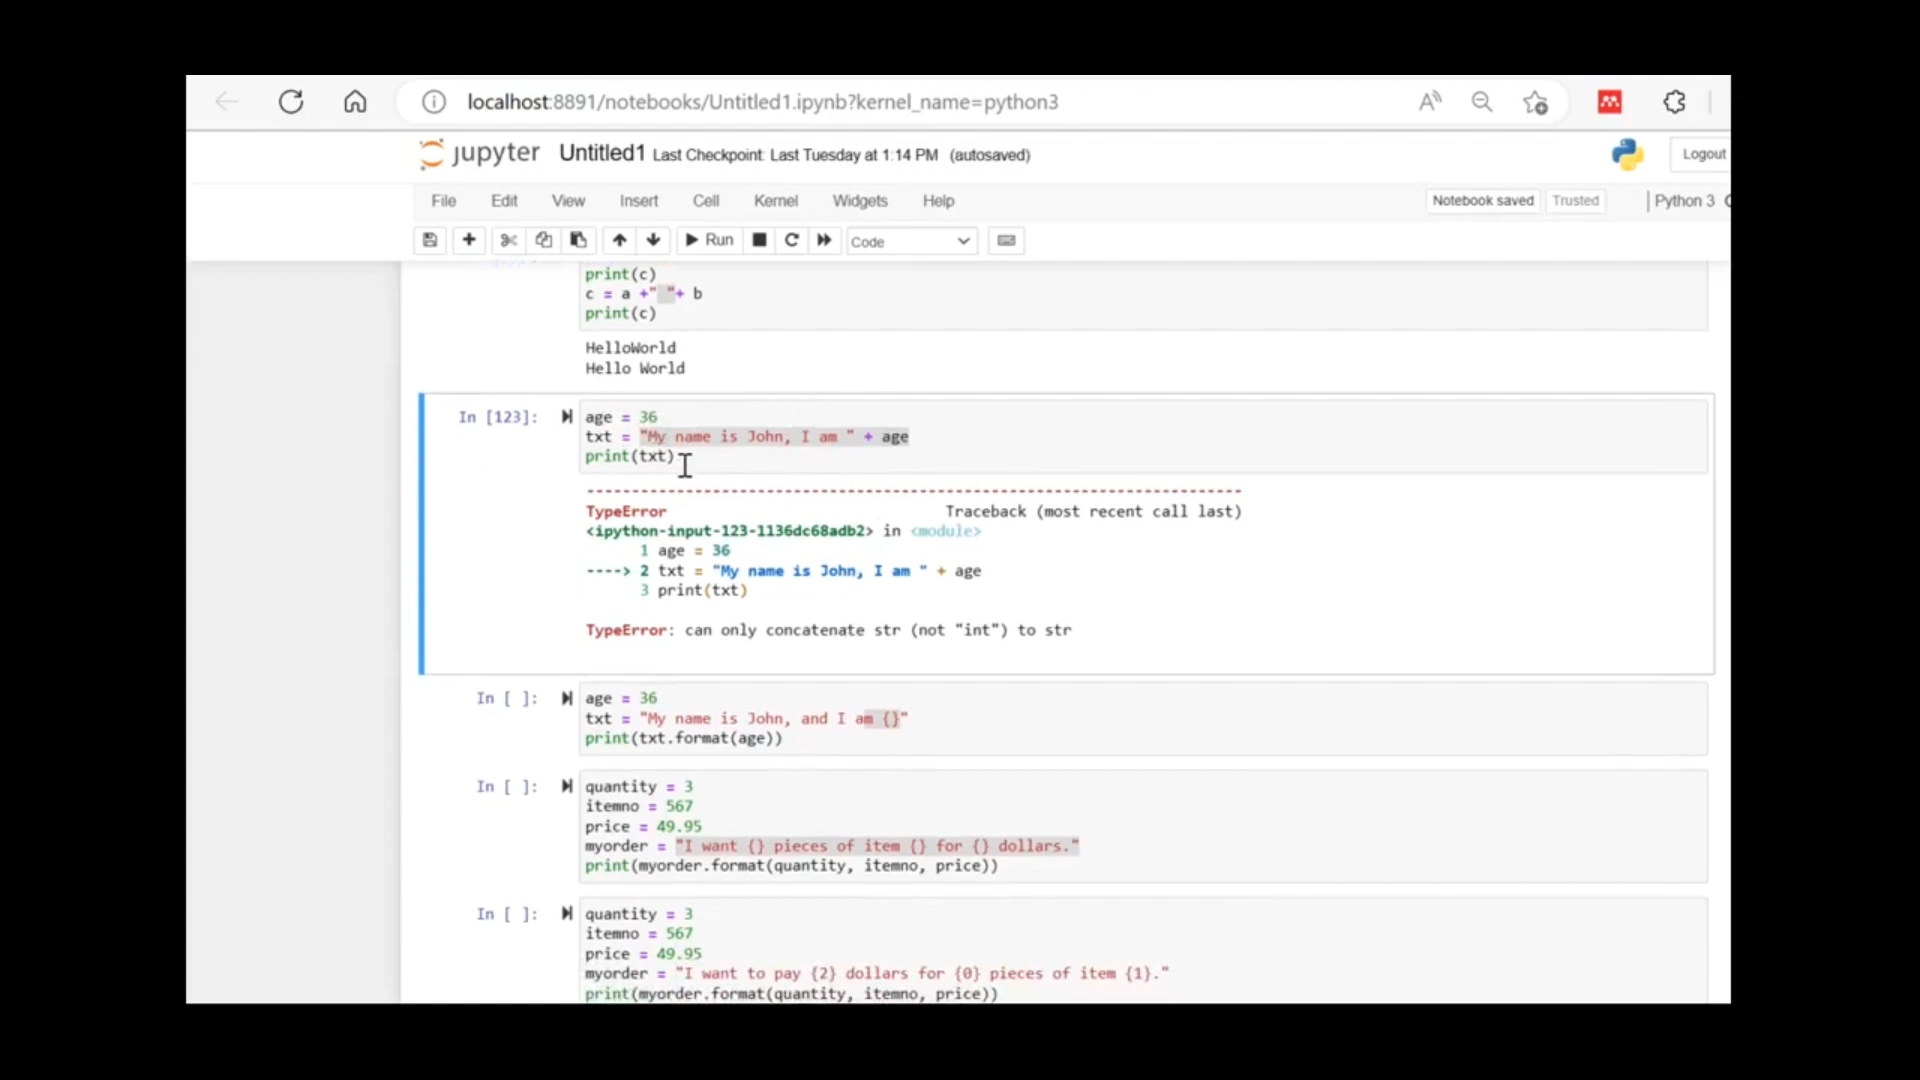 localhost:8891/notebooks/Untitled1.ipynb?kernel_name=python3
jupyter Untitled1 Last Checkpoint: Last Tuesday at 1:14 PM (autosaved)
Logout
File Edit View Insert Cell Kernel Widgets Help
Notebook saved Trusted Python 3
Run Code
print(c)
c = a +" "+ b
print(c)
HelloWorld
Hello World
In [123]:
age = 36
txt = "My name is John, I am " + age
print(txt)
---------------------------------------------------------------------------
TypeError Traceback (most recent call last)
<ipython-input-123-1136dc68adb2> in <module>
1 age = 36
----> 2 txt = "My name is John, I am " + age
3 print(txt)
TypeError: can only concatenate str (not "int") to str
In [ ]:
age = 36
txt = "My name is John, and I am {}"
print(txt.format(age))
In [ ]:
quantity = 3
itemno = 567
price = 49.95
myorder = "I want {} pieces of item {} for {} dollars."
print(myorder.format(quantity, itemno, price))
In [ ]:
quantity = 3
itemno = 567
price = 49.95
myorder = "I want to pay {2} dollars for {0} pieces of item {1}."
print(myorder.format(quantity, itemno, price))